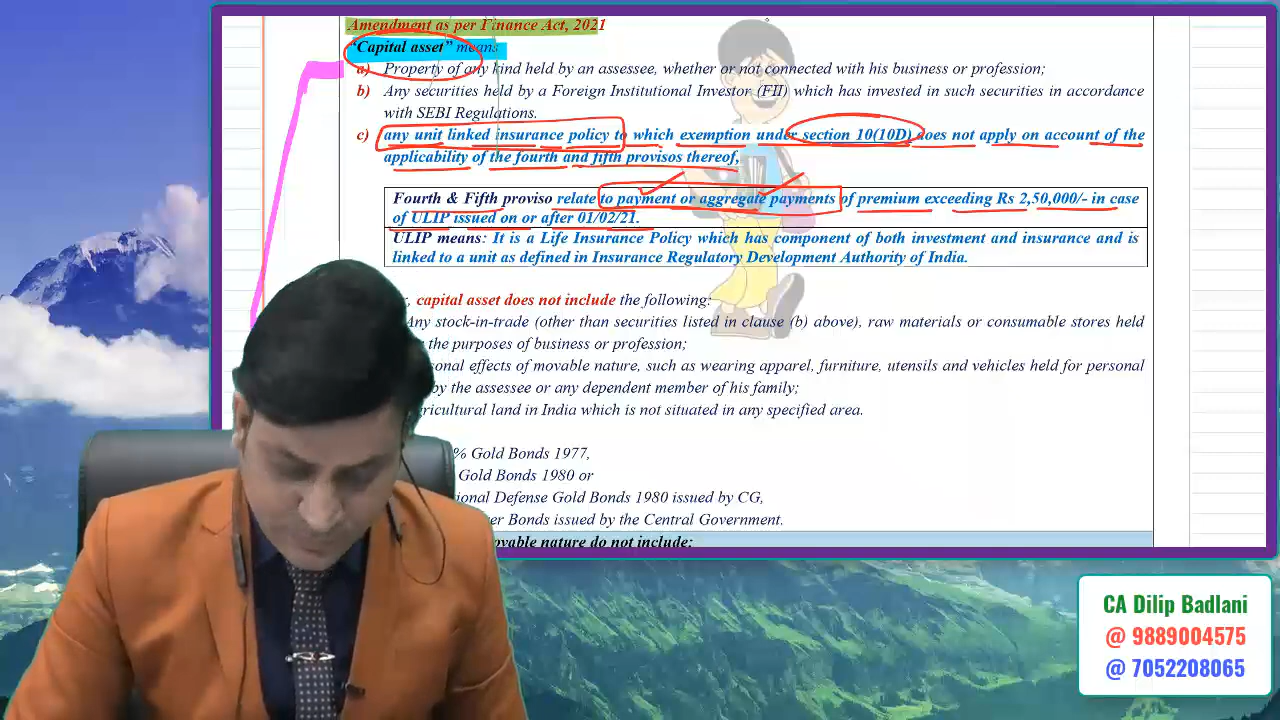 Amendment as per Finance Act, 2021
"Capital asset" means
a) Property of any kind held by an assessee, whether or not connected with his business or profession;
b) Any securities held by a Foreign Institutional Investor (FII) which has invested in such securities in accordance
with SEBI Regulations.
c) any unit linked insurance policy to which exemption under section 10(10D) does not apply on account of the
applicability of the fourth and fifth provisos thereof,
Fourth & Fifth proviso relate to payment or aggregate payments of premium exceeding Rs 2,50,000/- in case
of ULIP issued on or after 01/02/21.
ULIP means: It is a Life Insurance Policy which has component of both investment and insurance and is
linked to a unit as defined in Insurance Regulatory Development Authority of India.
, capital asset does not include the following:
Any stock-in-trade (other than securities listed in clause (b) above), raw materials or consumable stores held
the purposes of business or profession;
effects of movable nature, such as wearing apparel, furniture, utensils and vehicles held for personal
by the assessee or any dependent member of his family;
land in India which is not situated in any specified area.
% Gold Bonds 1977,
Gold Bonds 1980 or
Defense Gold Bonds 1980 issued by CG,
Bonds issued by the Central Government.
nature do not include:
CA Dilip Badlani
@ 9889004575
@ 7052208065